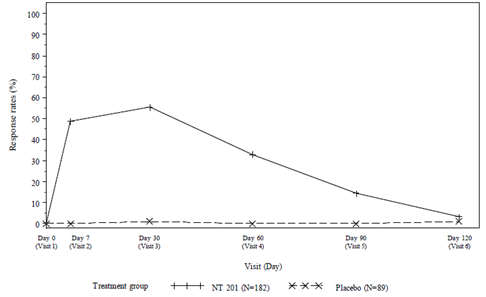 Response rates (%)
100
90
80
70
60
50
40
30
20
10
0
Day 0 Day 7 Day 30 Day 60 Day 90 Day 120
(Visit 1) (Visit 2) (Visit 3) (Visit 4) (Visit 5) (Visit 6)
Visit (Day)
Treatment group NT 201 (N=182) Placebo (N=89)